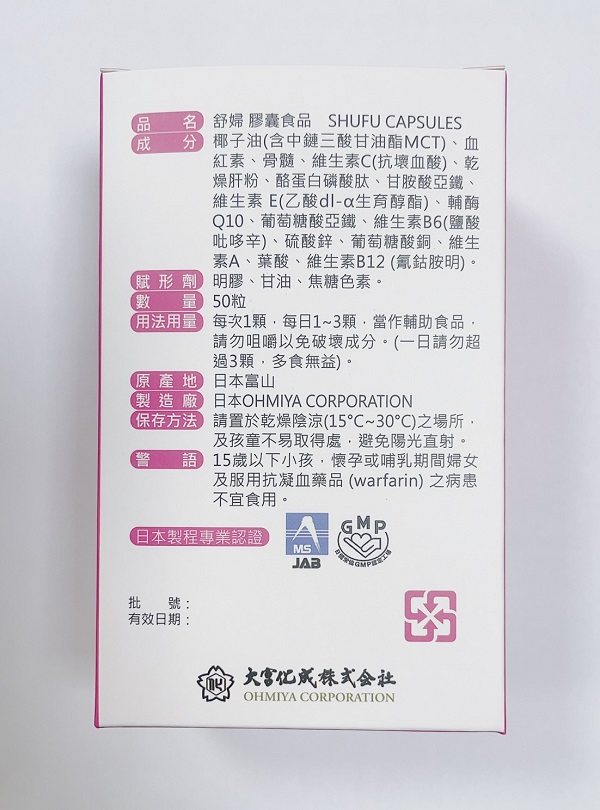 品名 舒婦 膠囊食品 SHUFU CAPSULES
成分 椰子油(含中鏈三酸甘油酯MCT)、血
紅素、骨髓、維生素C(抗壞血酸)、乾
燥肝粉、酪蛋白磷酸肽、甘胺酸亞鐵、
維生素 E(乙酸dl-α生育醇酯)、輔酶
Q10、葡萄糖酸亞鐵、維生素B6(鹽酸
吡哆辛)、硫酸鋅、葡萄糖酸銅、維生
素A、葉酸、維生素B12 (氰鈷胺明)。
賦形劑 明膠、甘油、焦糖色素。
數量 50粒
用法用量 每次1顆，每日1~3顆，當作輔助食品，
請勿咀嚼以免破壞成分。(一日請勿超
過3顆，多食無益)。
原產地 日本富山
製造廠 日本OHMIYA CORPORATION
保存方法 請置於乾燥陰涼(15°C~30°C)之場所，
及孩童不易取得處，避免陽光直射。
警語 15歲以下小孩，懷孕或哺乳期間婦女
及服用抗凝血藥品 (warfarin) 之病患
不宜食用。
日本製程專業認證
MS
JAB
GMP
批號：
有效日期：
大宮化成株式会社
OHMIYA CORPORATION